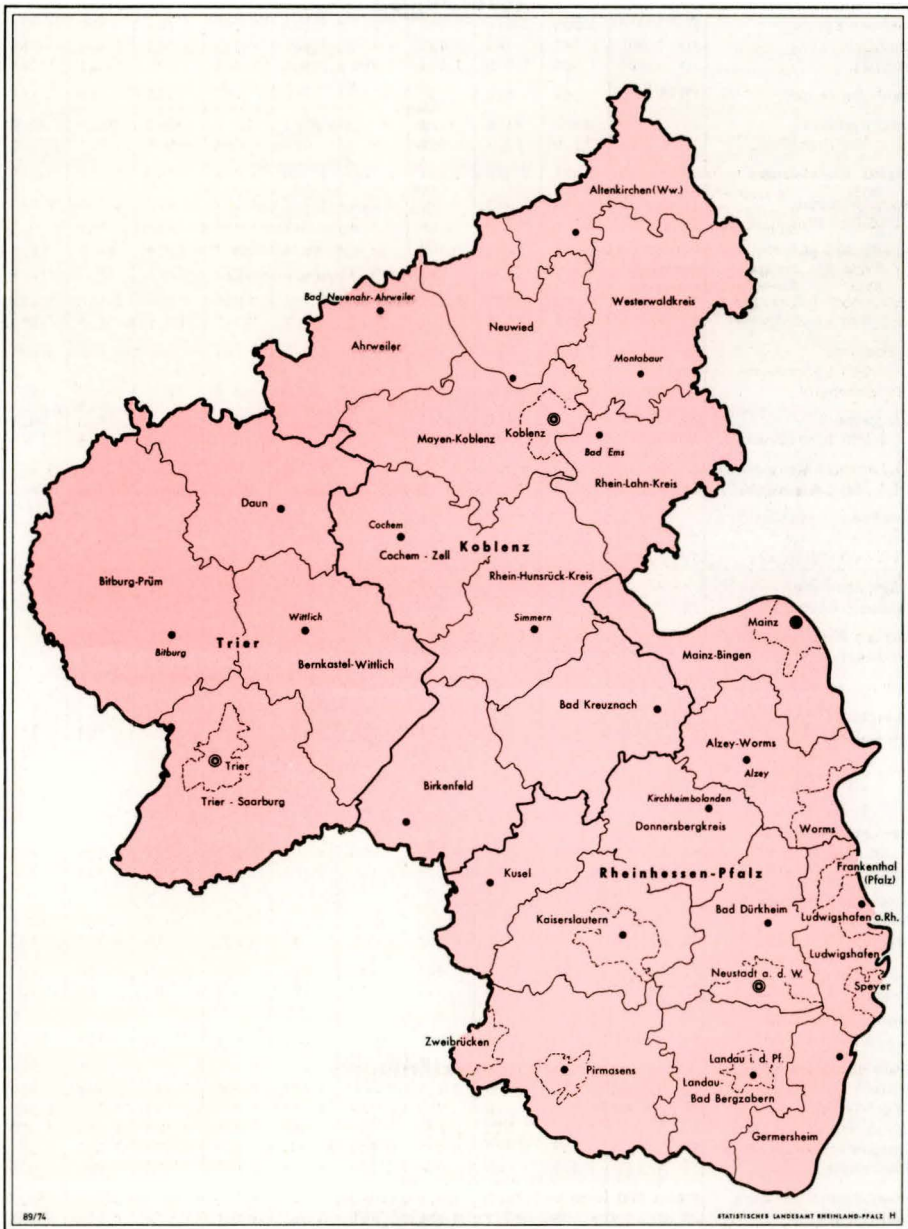 Altenkirchen (Ww.)
Bad Neuenahr-Ahrweiler
Westerwaldkreis
Neuwied
Ahrweiler
Montabaur
Mayen-Koblenz
Koblenz
Bad Ems
Rhein-Lahn-Kreis
Daun
Cochem
Koblenz
Cochem - Zell
Bitburg-Prüm
Rhein-Hunsrück-Kreis
Wittlich
Simmern
Mainz
Bitburg
Trier
Mainz-Bingen
Bernkastel-Wittlich
Bad Kreuznach
Alzey-Worms
Trier
Alzey
Birkenfeld
Trier - Saarburg
Kirchheimbolanden
Donnersbergkreis
Worms
Frankenthal
(Pfalz)
Kusel
Rheinhessen-Pfalz
Bad Dürkheim
Kaiserslautern
Ludwigshafen a.Rh.
Ludwigshafen
Neustadt a. d. W.
Speyer
Zweibrücken
Landau i. d. Pf.
Pirmasens
Landau-
Bad Bergzabern
Germersheim
89/74
STATISTISCHES LANDESAMT RHEINLAND-PFALZ H